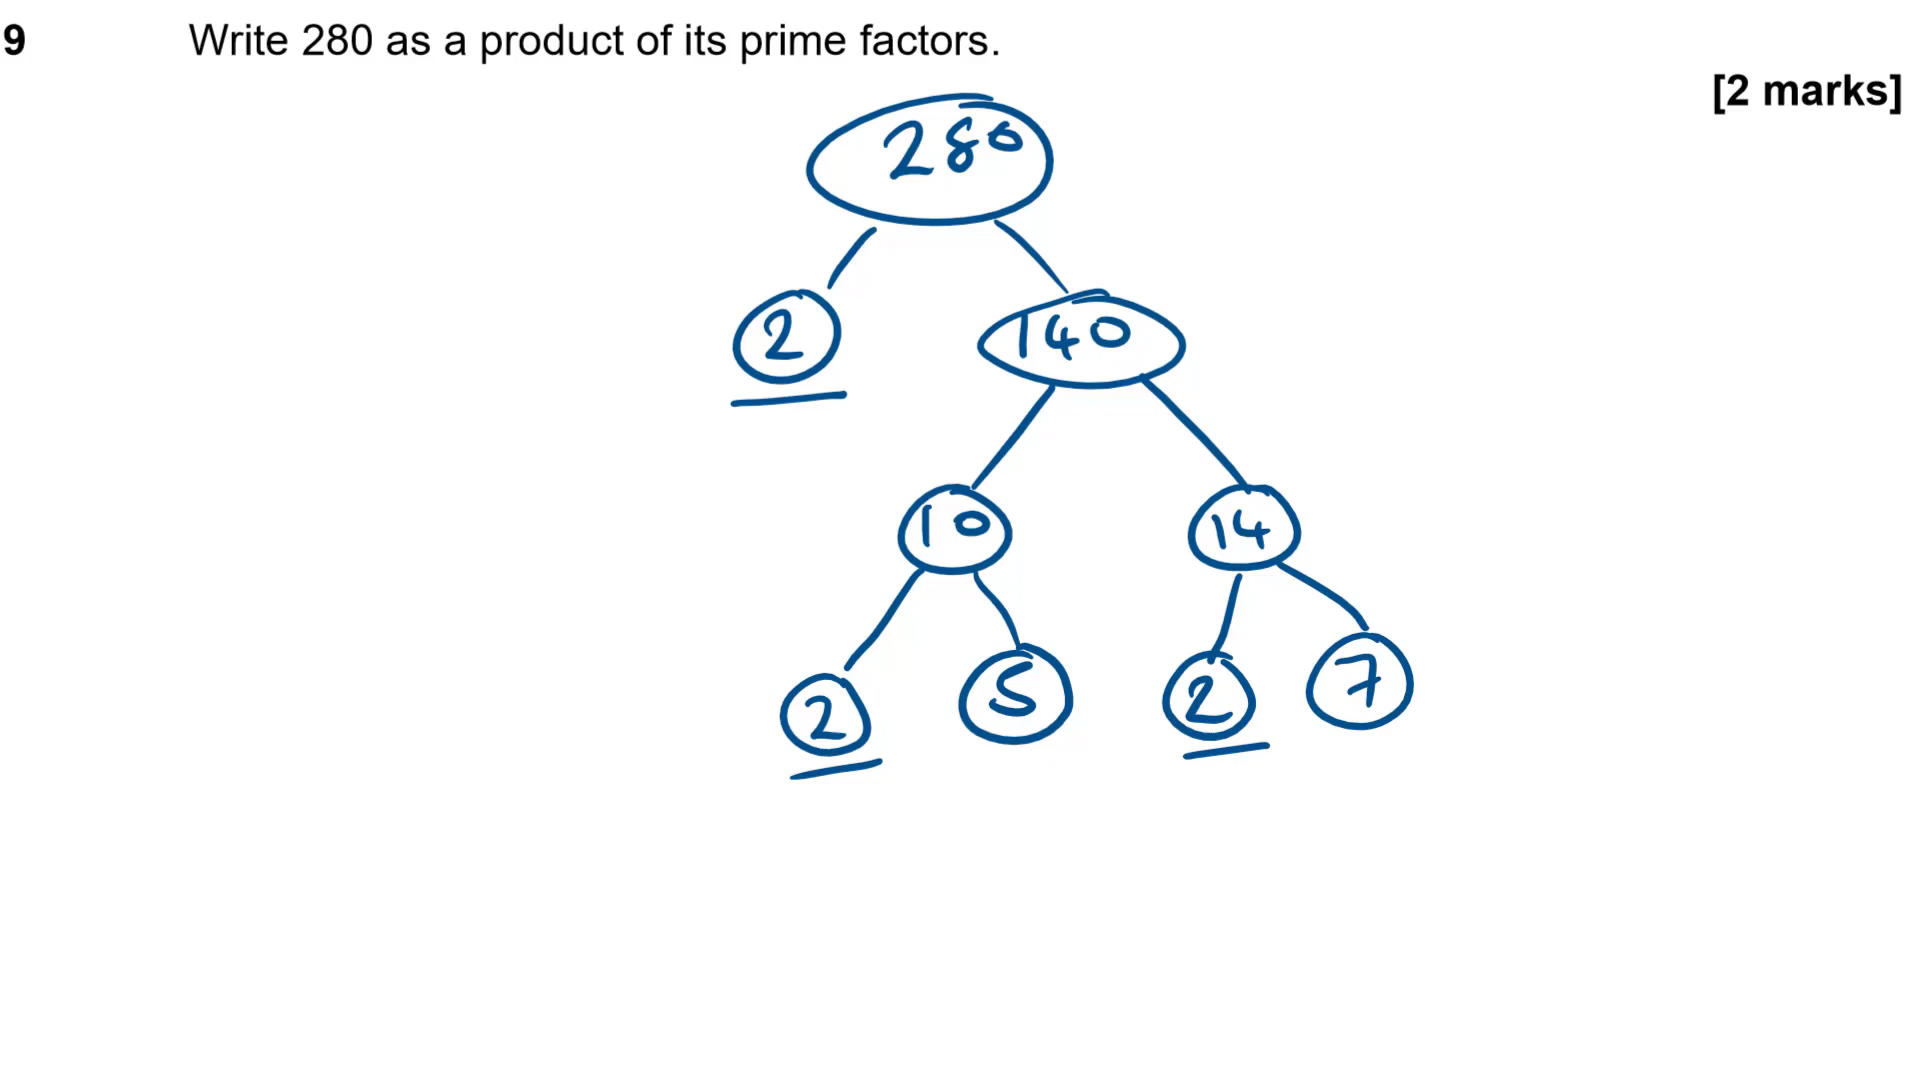 9 Write 280 as a product of its prime factors.
[2 marks]
280
2 140
10 14
2 5 2 7